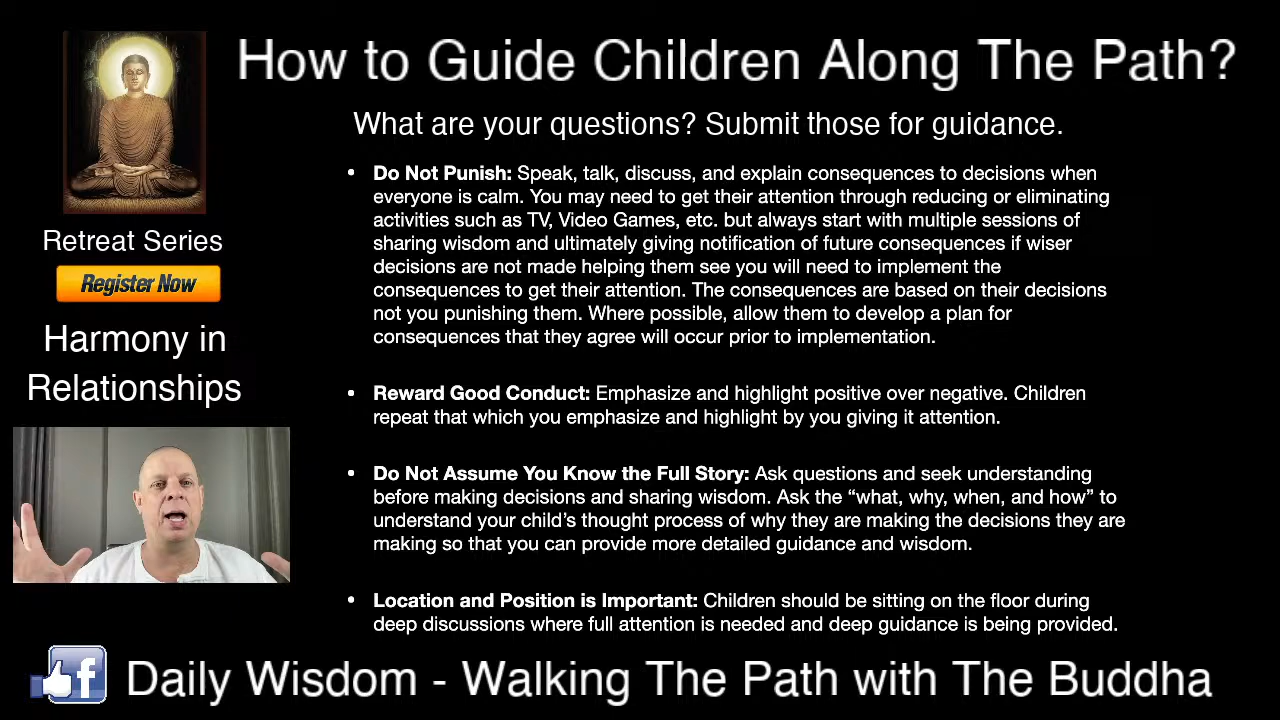 How to Guide Children Along The Path?
What are your questions? Submit those for guidance.
Retreat Series
Register Now
Harmony in
Relationships
• Do Not Punish: Speak, talk, discuss, and explain consequences to decisions when
everyone is calm. You may need to get their attention through reducing or eliminating
activities such as TV, Video Games, etc. but always start with multiple sessions of
sharing wisdom and ultimately giving notification of future consequences if wiser
decisions are not made helping them see you will need to implement the
consequences to get their attention. The consequences are based on their decisions
not you punishing them. Where possible, allow them to develop a plan for
consequences that they agree will occur prior to implementation.
• Reward Good Conduct: Emphasize and highlight positive over negative. Children
repeat that which you emphasize and highlight by you giving it attention.
• Do Not Assume You Know the Full Story: Ask questions and seek understanding
before making decisions and sharing wisdom. Ask the “what, why, when, and how” to
understand your child’s thought process of why they are making the decisions they are
making so that you can provide more detailed guidance and wisdom.
• Location and Position is Important: Children should be sitting on the floor during
deep discussions where full attention is needed and deep guidance is being provided.
f
Daily Wisdom - Walking The Path with The Buddha